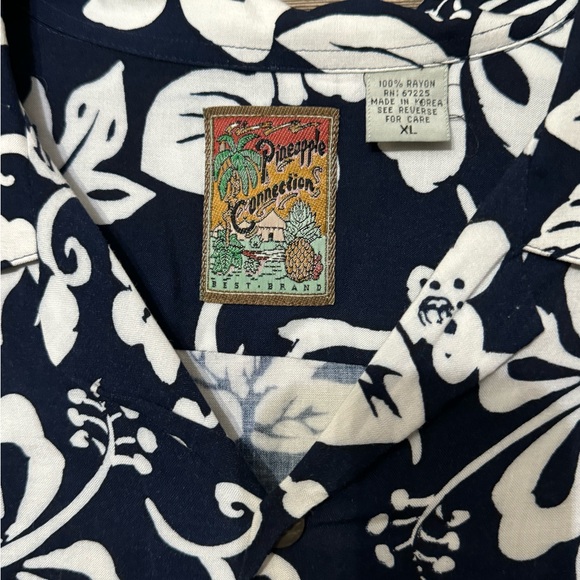 100% RAYON
RN: 67225
MADE IN KOREA
SEE REVERSE
FOR CARE
XL
Pineapple
Connection
BEST BRAND